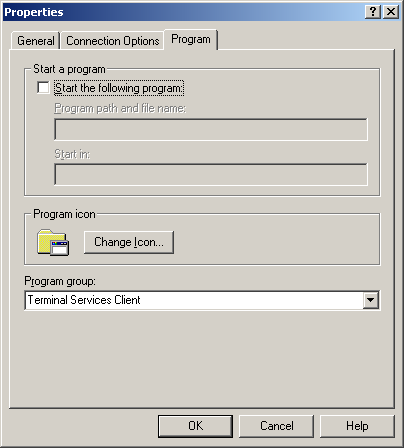 Properties
General
Connection Options
Program
Start a program
Start the following program:
Program path and file name:
Start in:
Program icon
Change Icon...
Program group:
Terminal Services Client
OK
Cancel
Help